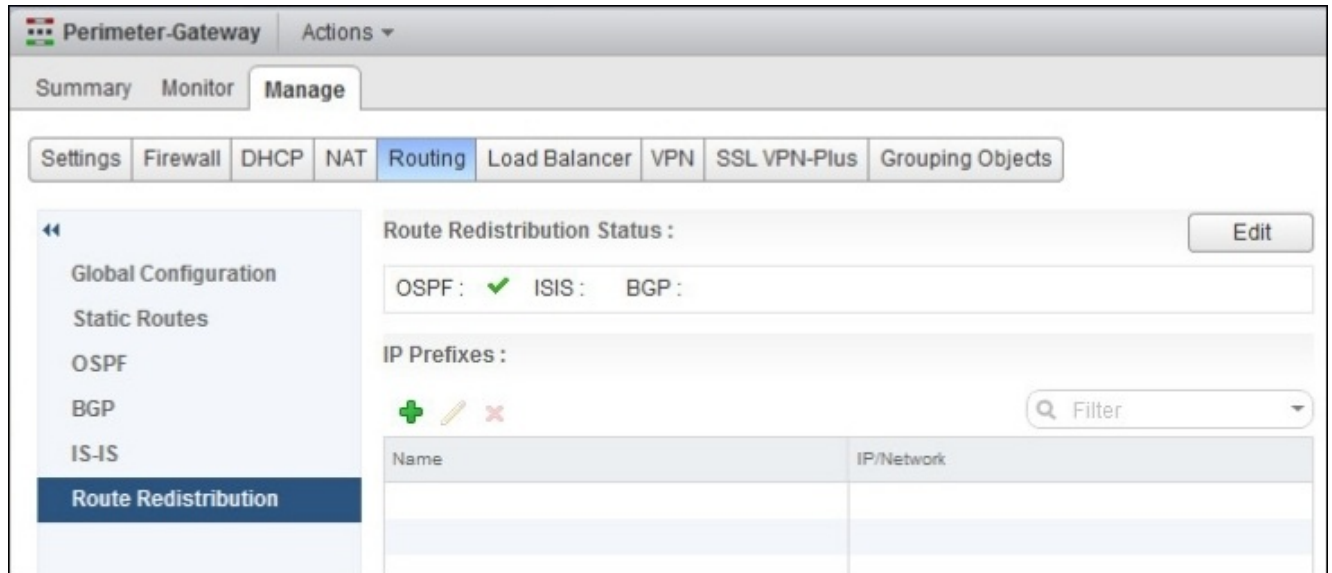 Perimeter-Gateway Actions
Summary Monitor Manage
Settings Firewall DHCP NAT Routing Load Balancer VPN SSL VPN-Plus Grouping Objects
Route Redistribution Status : Edit
Global Configuration
OSPF : ISIS : BGP :
Static Routes
OSPF
IP Prefixes :
BGP
Filter
IS-IS
Name IP/Network
Route Redistribution